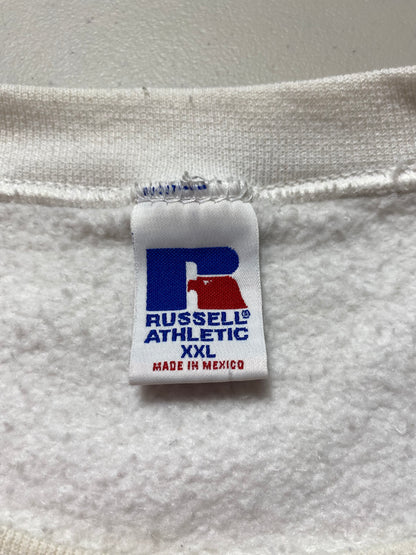 R
RUSSELL®
ATHLETIC
XXL
MADE IN MEXICO